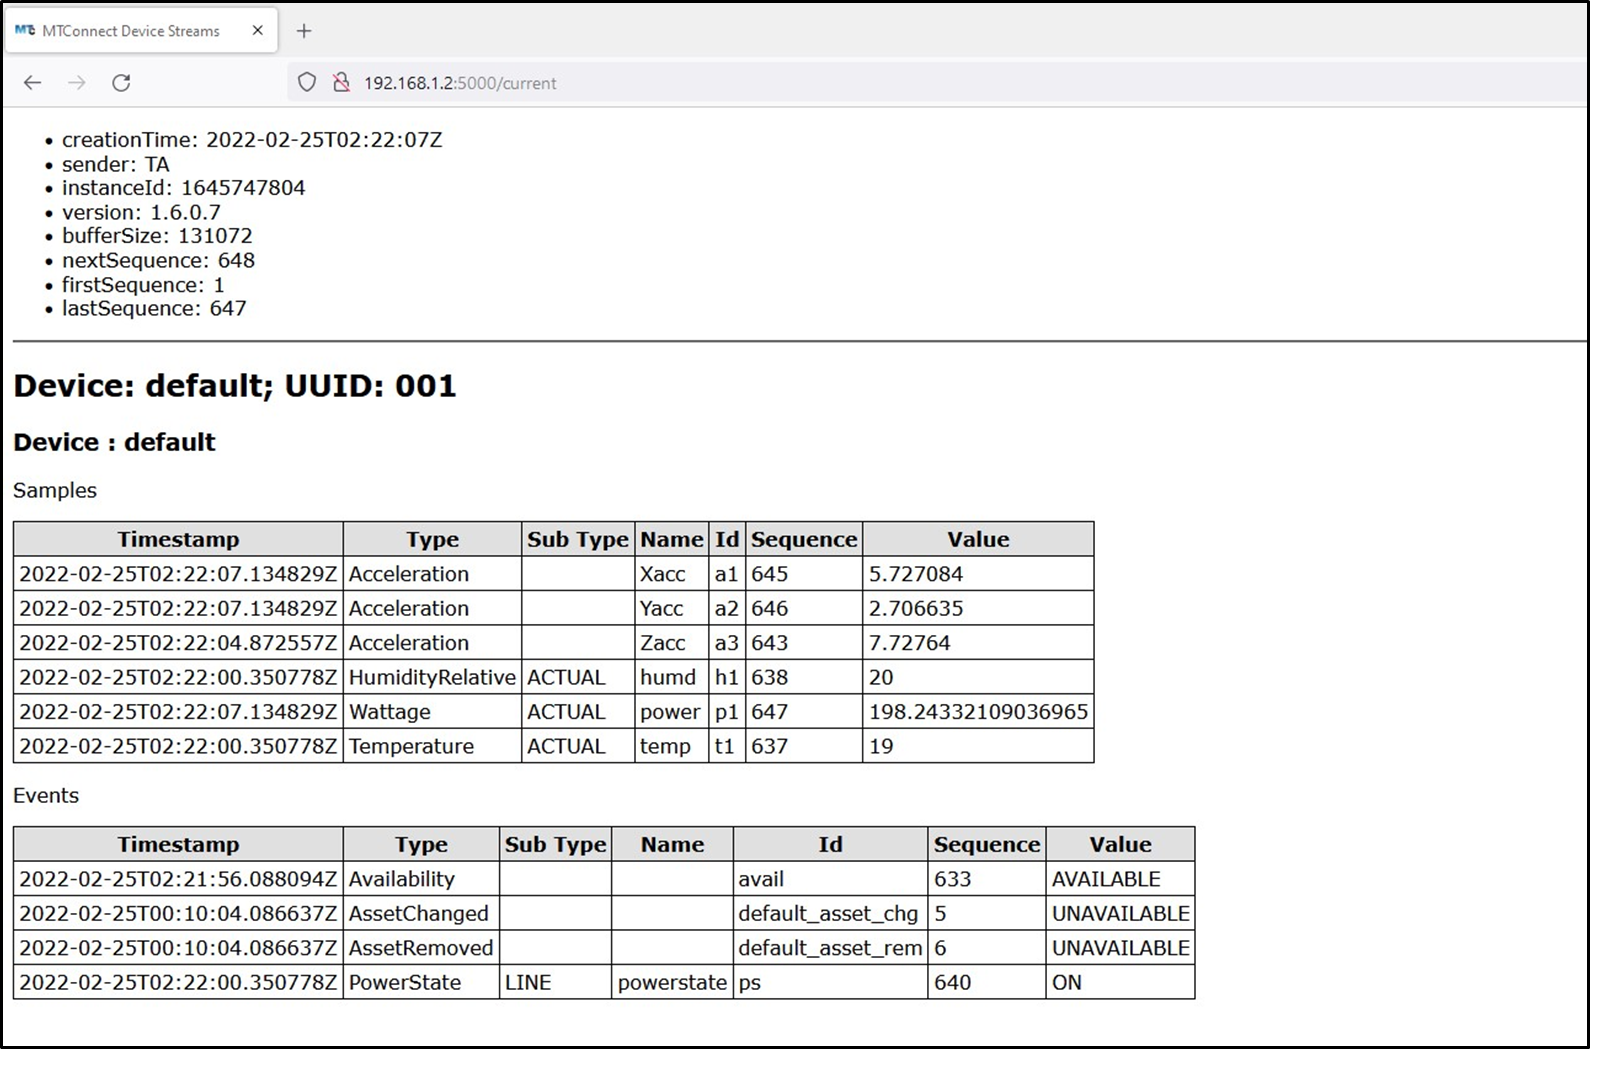 MTConnect Device Streams
192.168.1.2:5000/current
creationTime: 2022-02-25T02:22:07Z
sender: TA
instanceId: 1645747804
version: 1.6.0.7
bufferSize: 131072
nextSequence: 648
firstSequence: 1
lastSequence: 647
Device: default; UUID: 001
Device : default
Samples
Timestamp Type Sub Type Name Id Sequence Value
2022-02-25T02:22:07.134829Z Acceleration Xacc a1 645 5.727084
2022-02-25T02:22:07.134829Z Acceleration Yacc a2 646 2.706635
2022-02-25T02:22:04.872557Z Acceleration Zacc a3 643 7.72764
2022-02-25T02:22:00.350778Z HumidityRelative ACTUAL humd h1 638 20
2022-02-25T02:22:07.134829Z Wattage ACTUAL power p1 647 198.24332109036965
2022-02-25T02:22:00.350778Z Temperature ACTUAL temp t1 637 19
Events
Timestamp Type Sub Type Name Id Sequence Value
2022-02-25T02:21:56.088094Z Availability avail 633 AVAILABLE
2022-02-25T00:10:04.086637Z AssetChanged default_asset_chg 5 UNAVAILABLE
2022-02-25T00:10:04.086637Z AssetRemoved default_asset_rem 6 UNAVAILABLE
2022-02-25T02:22:00.350778Z PowerState LINE powerstate ps 640 ON